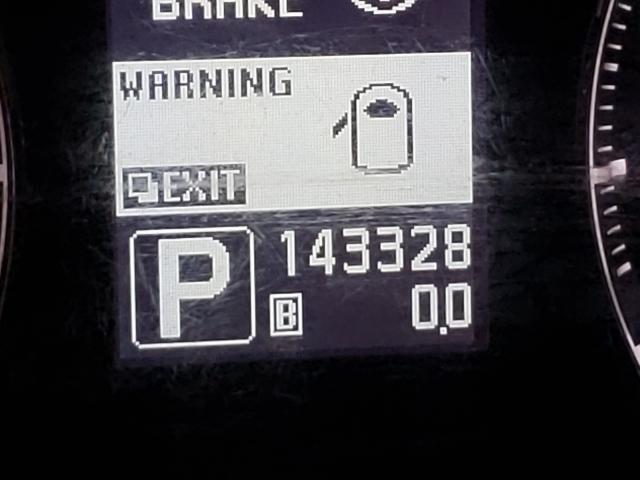 BRAKE
WARNING
EXIT
P 143328
B 0.0